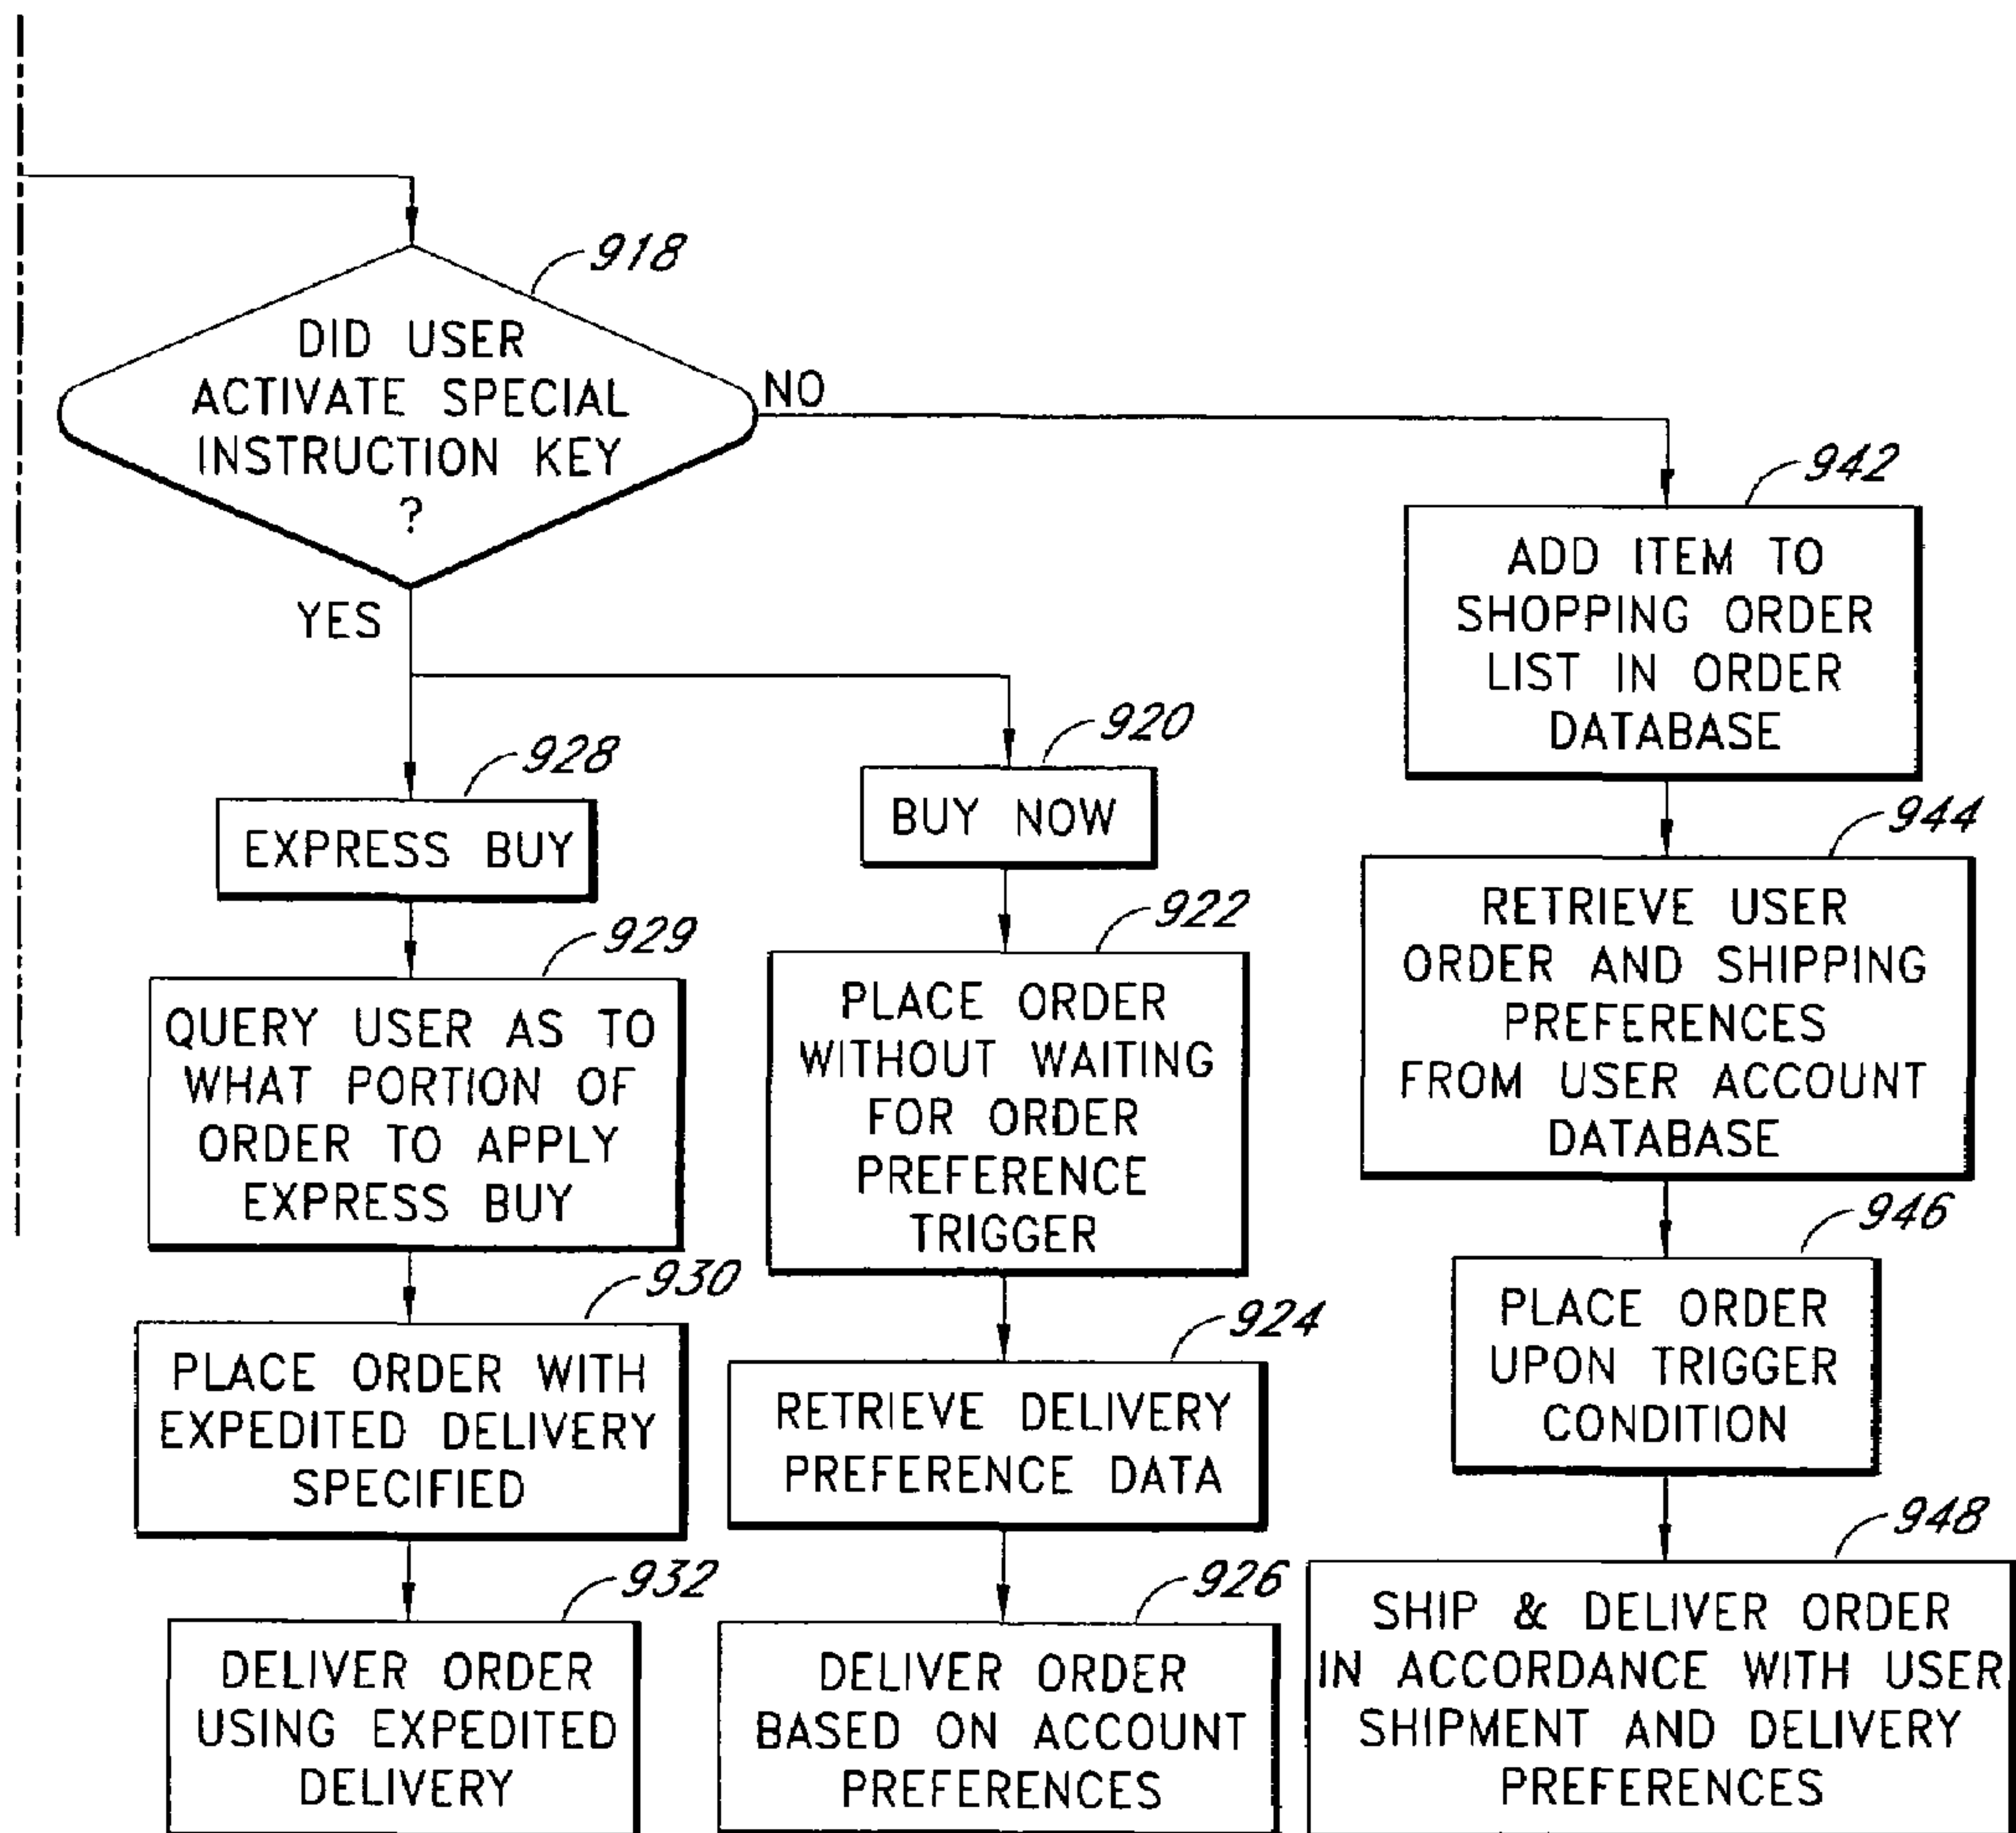 918
DID USER
ACTIVATE SPECIAL
INSTRUCTION KEY
?
NO
YES
928
EXPRESS BUY
929
QUERY USER AS TO
WHAT PORTION OF
ORDER TO APPLY
EXPRESS BUY
930
PLACE ORDER WITH
EXPEDITED DELIVERY
SPECIFIED
932
DELIVER ORDER
USING EXPEDITED
DELIVERY
920
BUY NOW
922
PLACE ORDER
WITHOUT WAITING
FOR ORDER
PREFERENCE
TRIGGER
924
RETRIEVE DELIVERY
PREFERENCE DATA
926
DELIVER ORDER
BASED ON ACCOUNT
PREFERENCES
942
ADD ITEM TO
SHOPPING ORDER
LIST IN ORDER
DATABASE
944
RETRIEVE USER
ORDER AND SHIPPING
PREFERENCES
FROM USER ACCOUNT
DATABASE
946
PLACE ORDER
UPON TRIGGER
CONDITION
948
SHIP & DELIVER ORDER
IN ACCORDANCE WITH USER
SHIPMENT AND DELIVERY
PREFERENCES